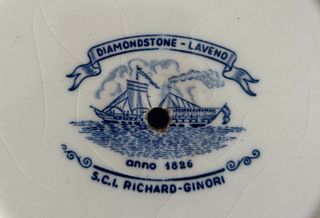 DIAMONDSTONE - LAVENO
anno 1826
S.C.I. RICHARD-GINORI